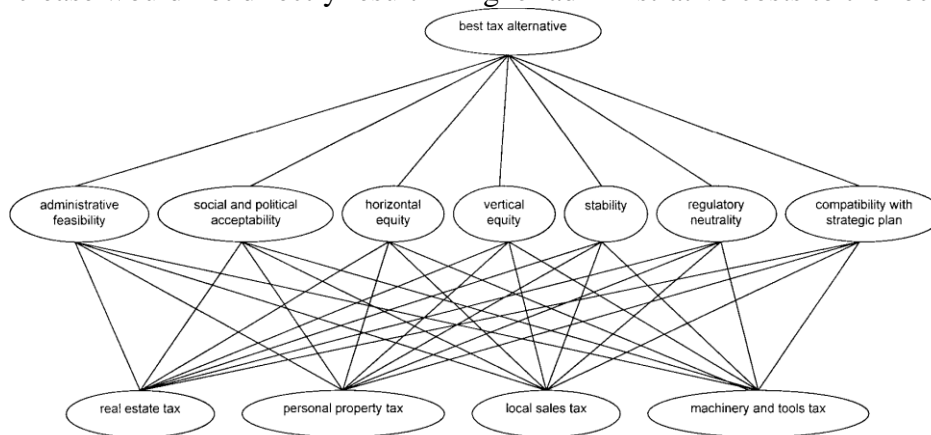 best tax alternative
administrative
feasibility
social and political
acceptability
horizontal
equity
vertical
equity
stability
regulatory
neutrality
compatibility with
strategic plan
real estate tax
personal property tax
local sales tax
machinery and tools tax